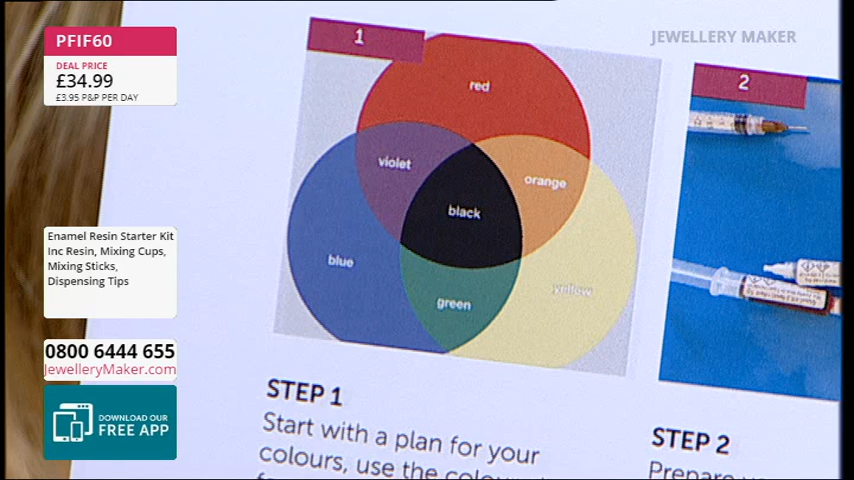 PFIF60
DEAL PRICE
£34.99
£3.95 P&P PER DAY
Enamel Resin Starter Kit
Inc Resin, Mixing Cups,
Mixing Sticks,
Dispensing Tips
0800 6444 655
JewelleryMaker.com
DOWNLOAD OUR
FREE APP
JEWELLERY MAKER
1
red
violet
orange
black
blue
yellow
green
STEP 1
Start with a plan for your
colours, use the
2
STEP 2
Prepare